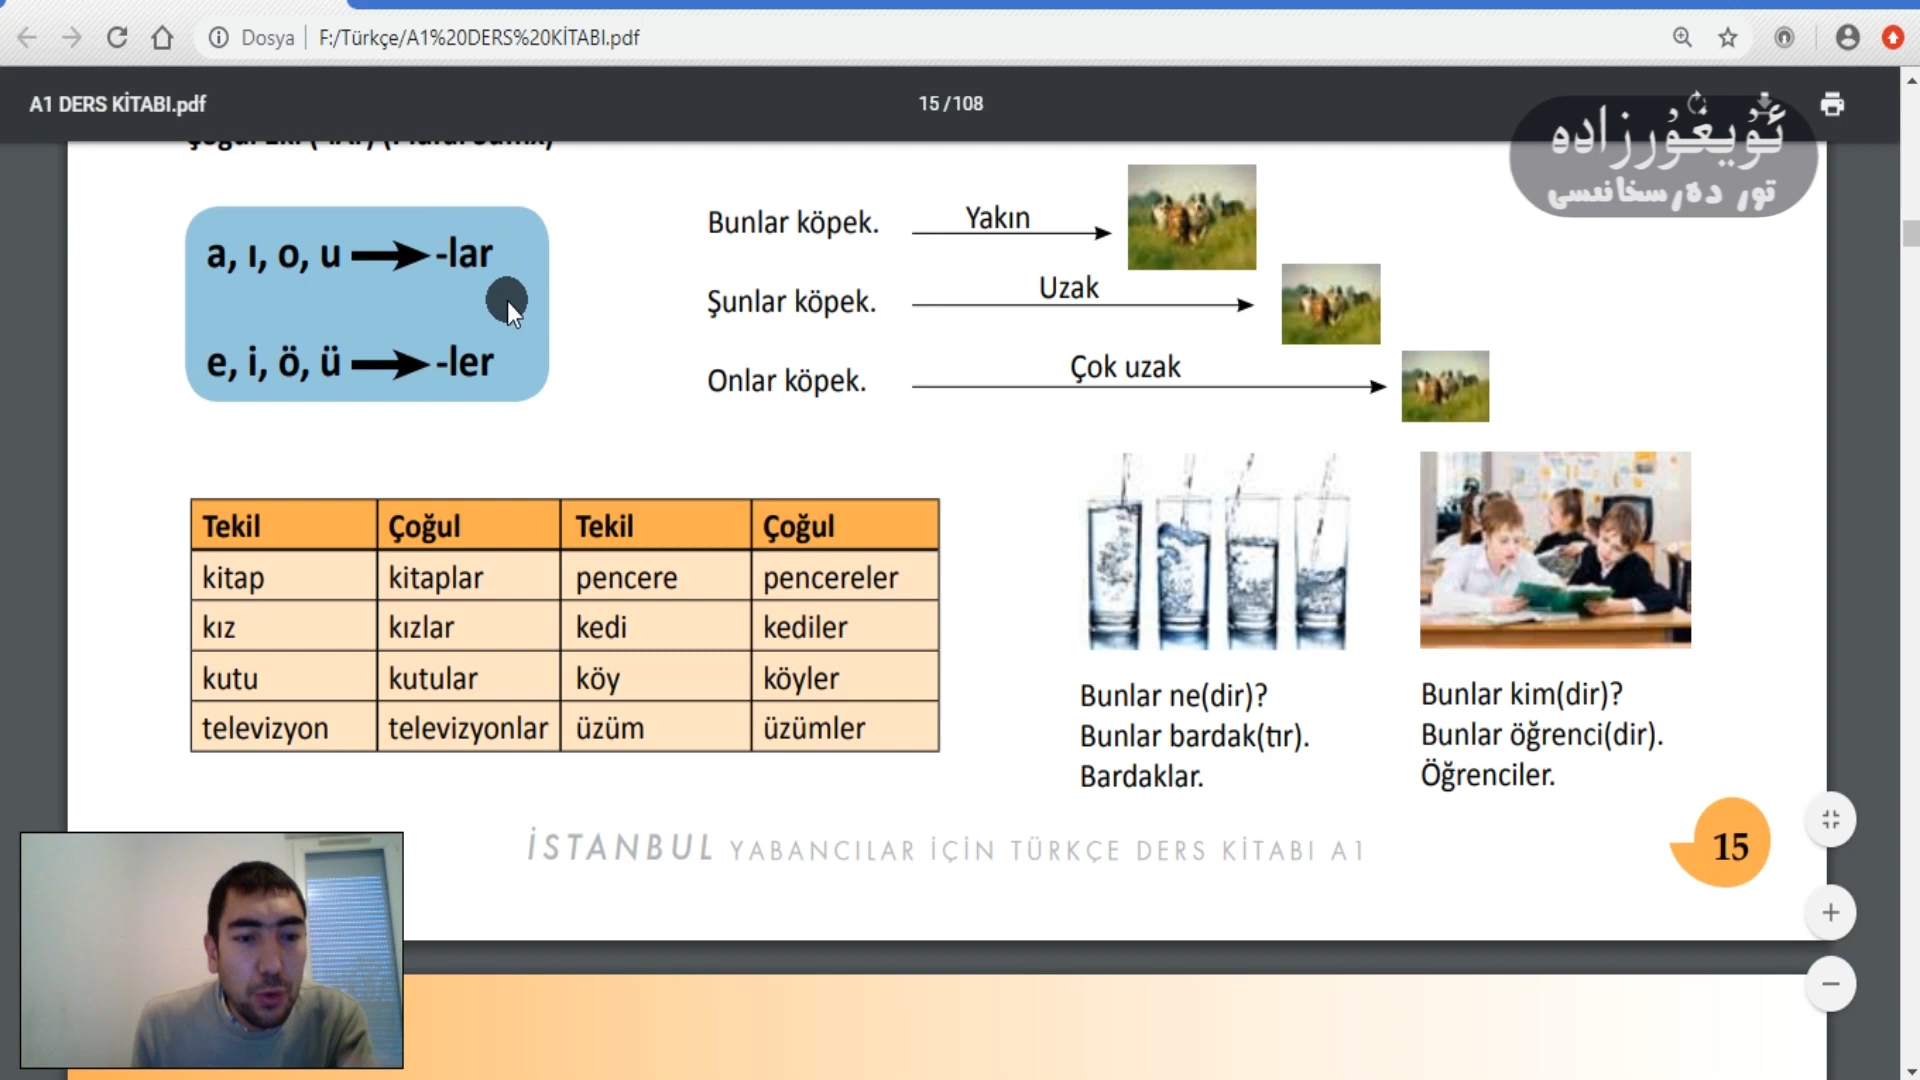 Dosya
F:/Türkçe/A1%20DERS%20KİTABI.pdf
A1 DERS KİTABI.pdf
15 / 108
ئۇيغۇرزادە
تور دەرسخانىسى
a, ı, o, u -lar
e, i, ö, ü -ler
Bunlar köpek. Yakın
Şunlar köpek. Uzak
Onlar köpek. Çok uzak
Tekil Çoğul Tekil Çoğul
kitap kitaplar pencere pencereler
kız kızlar kedi kediler
kutu kutular köy köyler
televizyon televizyonlar üzüm üzümler
Bunlar ne(dir)?
Bunlar bardak(tır).
Bardaklar.
Bunlar kim(dir)?
Bunlar öğrenci(dir).
Öğrenciler.
İSTANBUL YABANCILAR İÇİN TÜRKÇE DERS KİTABI A1
15